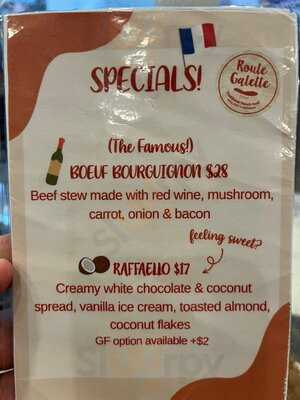 Roule
Galette
SPECIALS!
(The Famous!)
BOEUF BOURGUIGNON $28
Beef stew made with red wine, mushroom,
carrot, onion & bacon
feeling sweet?
RAFFAELLO $17
Creamy white chocolate & coconut
spread, vanilla ice cream, toasted almond,
coconut flakes
GF option available +$2